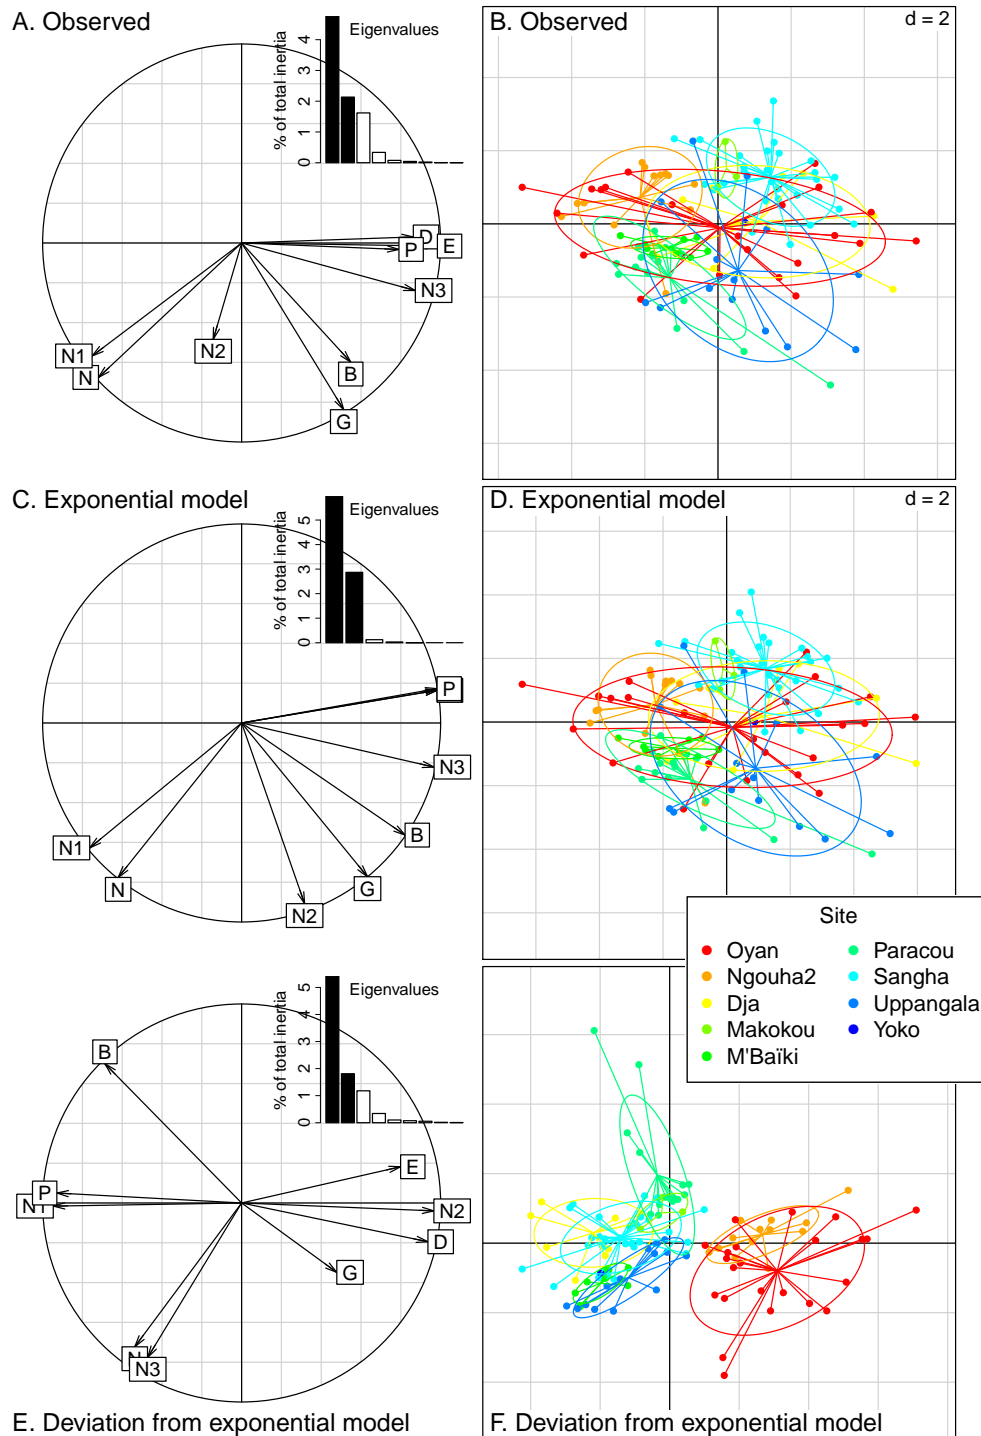 A. Observed
Eigenvalues
% of total inertia
0 1 2 3 4
D
E
P
N3
N1
N
N2
B
G
B. Observed
d = 2
C. Exponential model
Eigenvalues
% of total inertia
0 1 2 3 4 5
P
N3
B
N1
N
N2
G
D. Exponential model
d = 2
Site
Oyan
Ngouha2
Dja
Makokou
M'Baïki
Paracou
Sangha
Uppangala
Yoko
Eigenvalues
% of total inertia
0 1 2 3 4 5
B
E
P
N1
N2
D
G
N
N3
E. Deviation from exponential model
F. Deviation from exponential model